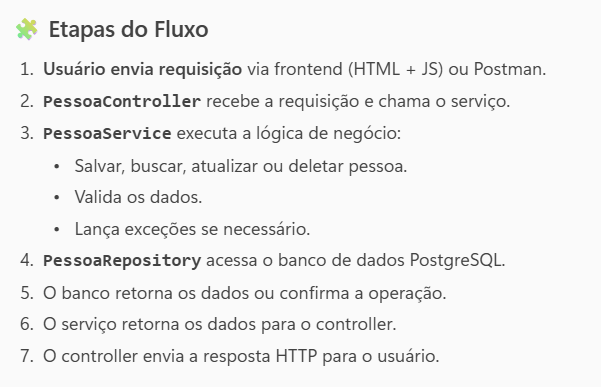 🧩 Etapas do Fluxo
1. Usuário envia requisição via frontend (HTML + JS) ou Postman.
2. PessoaController recebe a requisição e chama o serviço.
3. PessoaService executa a lógica de negócio:
• Salvar, buscar, atualizar ou deletar pessoa.
• Valida os dados.
• Lança exceções se necessário.
4. PessoaRepository acessa o banco de dados PostgreSQL.
5. O banco retorna os dados ou confirma a operação.
6. O serviço retorna os dados para o controller.
7. O controller envia a resposta HTTP para o usuário.